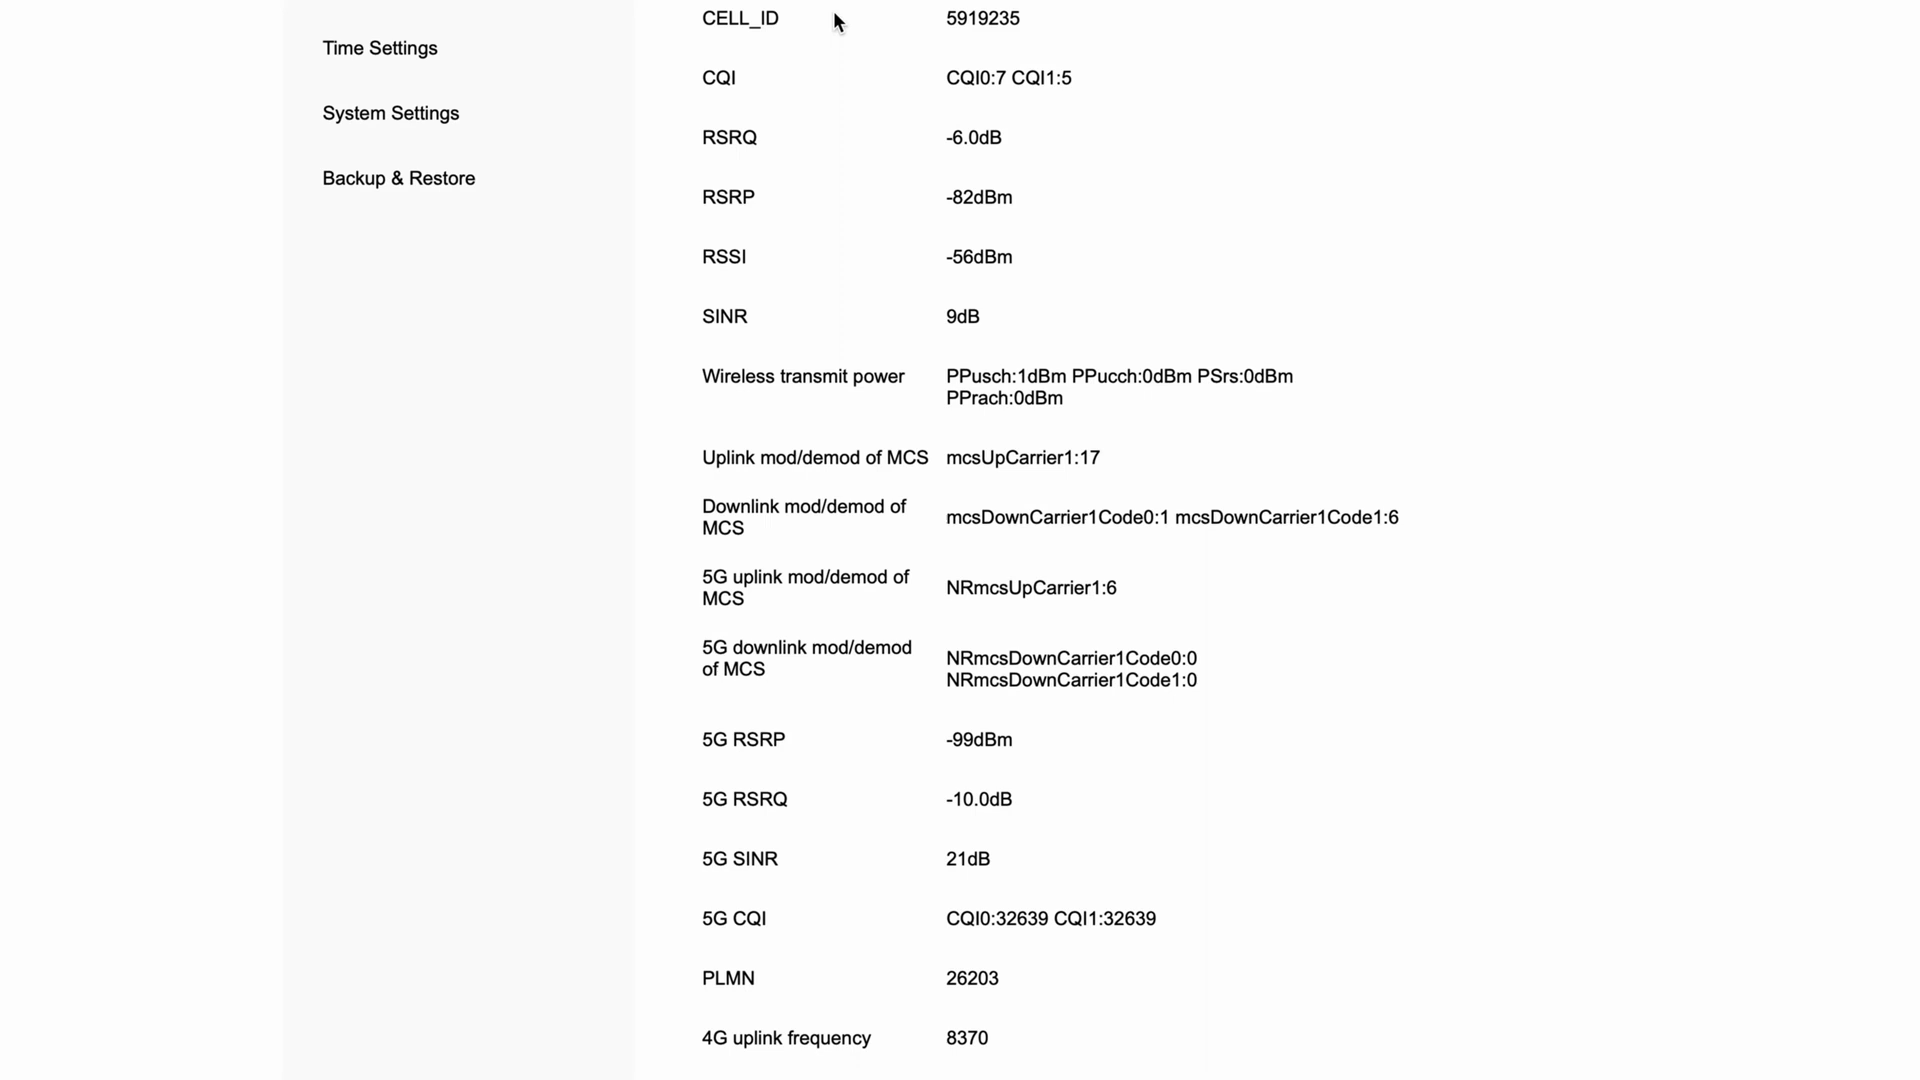 CELL_ID 5919235
Time Settings
CQI CQI0:7 CQI1:5
System Settings
RSRQ -6.0dB
Backup & Restore
RSRP -82dBm
RSSI -56dBm
SINR 9dB
Wireless transmit power PPusch:1dBm PPucch:0dBm PSrs:0dBm
PPrach:0dBm
Uplink mod/demod of MCS mcsUpCarrier1:17
Downlink mod/demod of
MCS
mcsDownCarrier1Code0:1 mcsDownCarrier1Code1:6
5G uplink mod/demod of
MCS
NRmcsUpCarrier1:6
5G downlink mod/demod
of MCS
NRmcsDownCarrier1Code0:0
NRmcsDownCarrier1Code1:0
5G RSRP -99dBm
5G RSRQ -10.0dB
5G SINR 21dB
5G CQI CQI0:32639 CQI1:32639
PLMN 26203
4G uplink frequency 8370